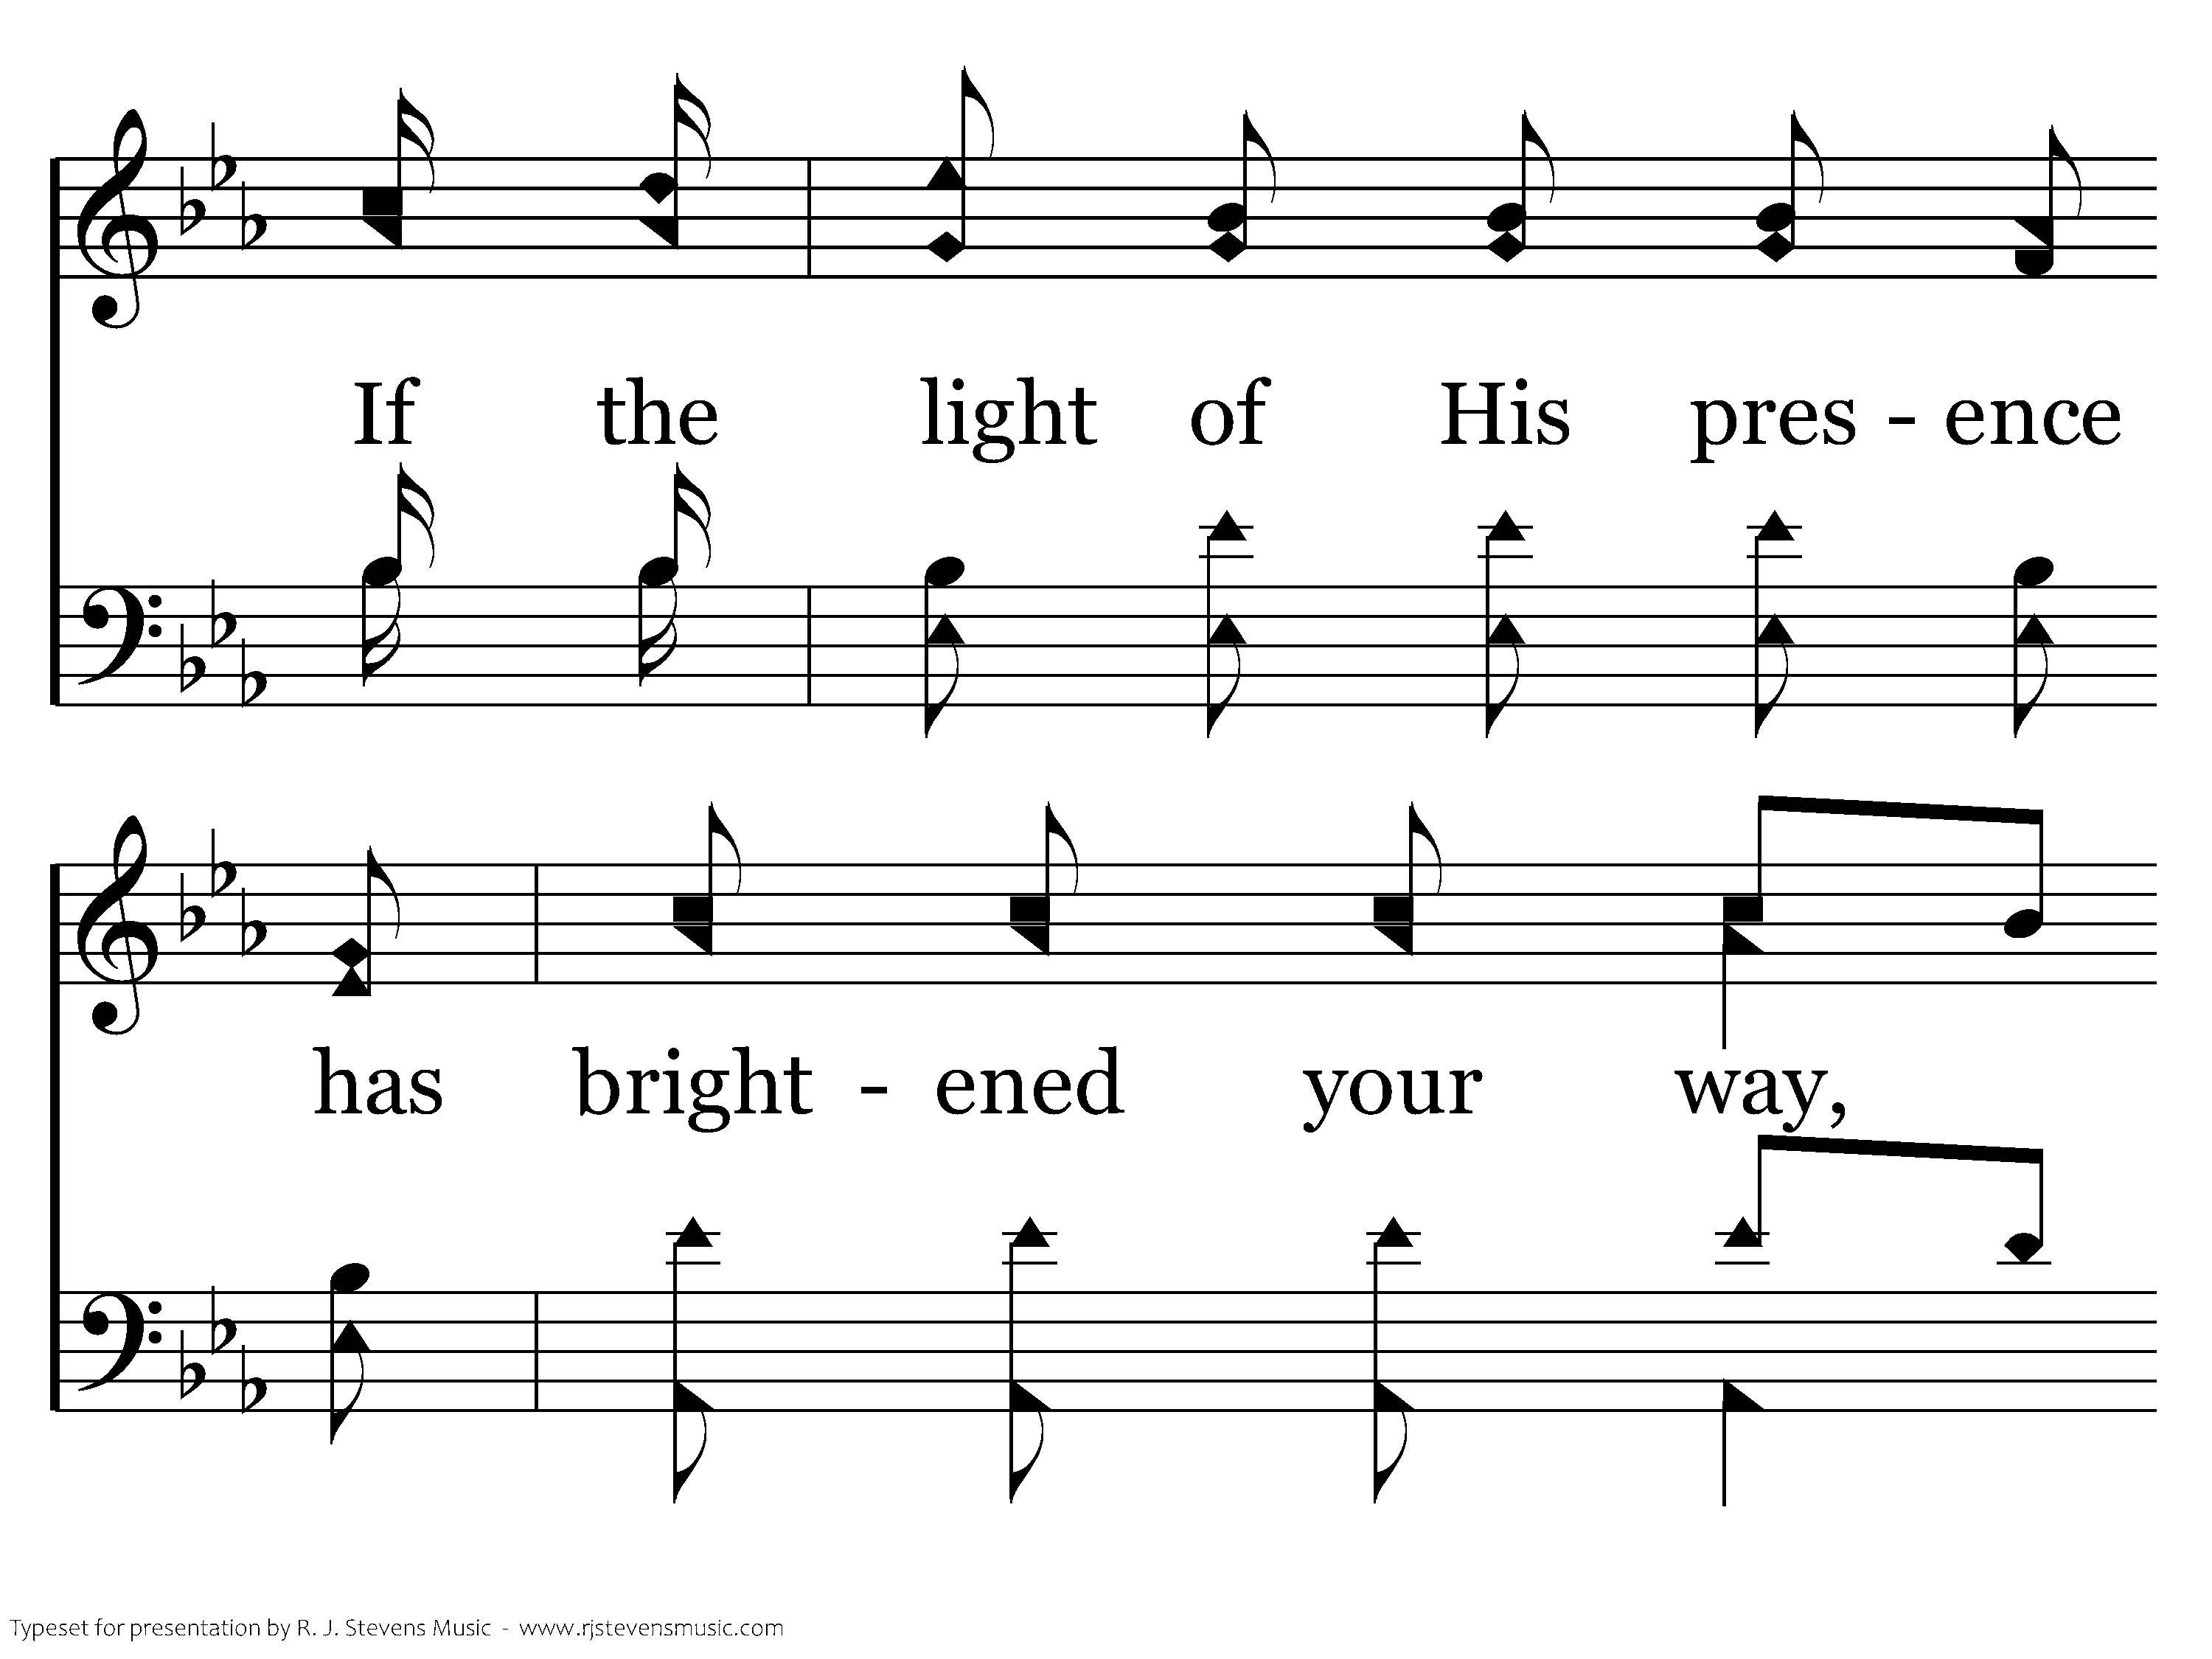 If the light of His pres - ence
has bright - ened your way,
Typeset for presentation by R. J. Stevens Music - www.rjstevensmusic.com